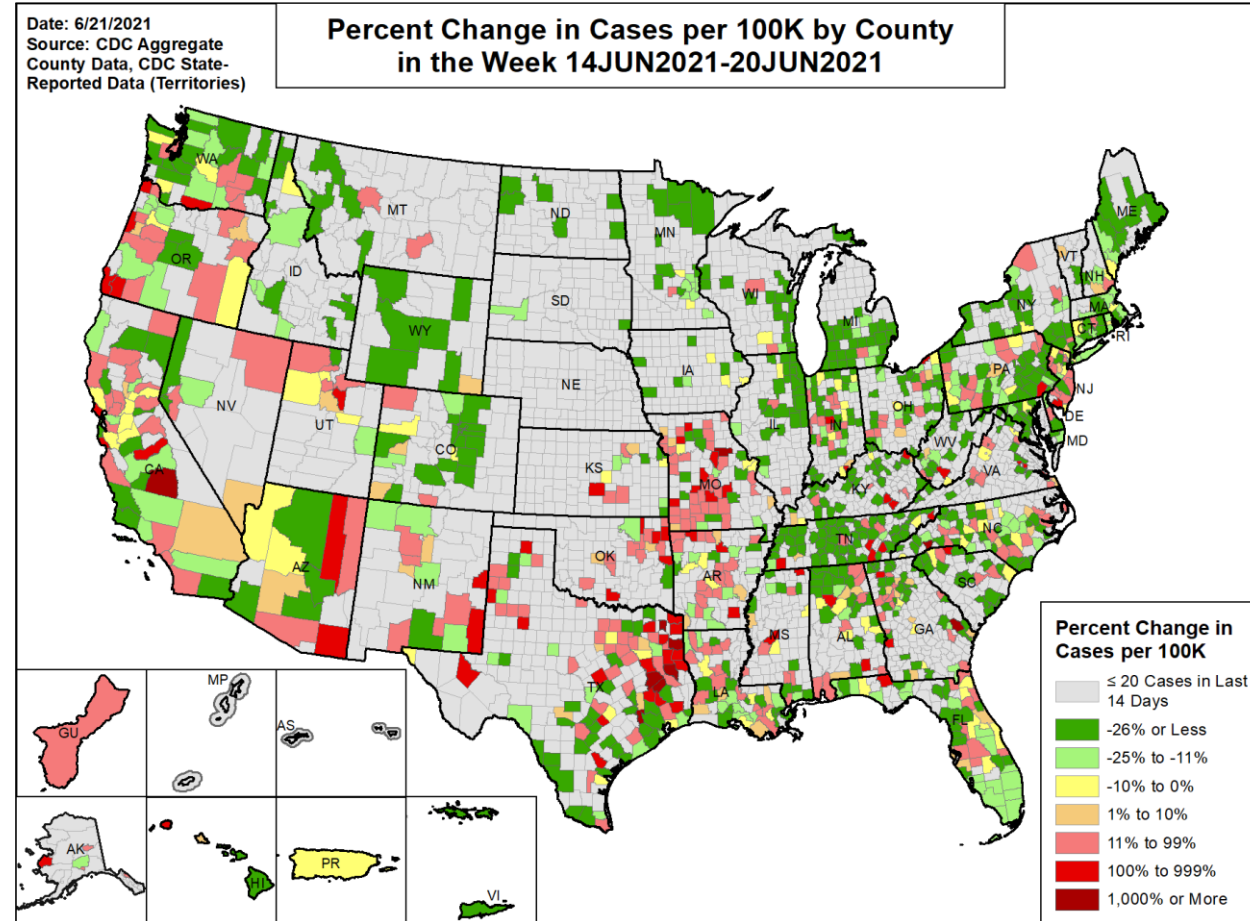 Date: 6/21/2021
Source: CDC Aggregate
County Data, CDC State-
Reported Data (Territories)
Percent Change in Cases per 100K by County
in the Week 14JUN2021-20JUN2021
WA
MT
ND
MN
ME
OR
ID
WY
SD
WI
MI
VT
NH
NY
MA
CT
RI
NV
UT
CO
NE
IA
IL
IN
OH
PA
NJ
DE
MD
WV
VA
CA
KS
MO
KY
AZ
NM
OK
AR
TN
NC
SC
TX
LA
MS
AL
GA
FL
GU
MP
AS
AK
HI
PR
VI
Percent Change in
Cases per 100K
≤ 20 Cases in Last
14 Days
-26% or Less
-25% to -11%
-10% to 0%
1% to 10%
11% to 99%
100% to 999%
1,000% or More